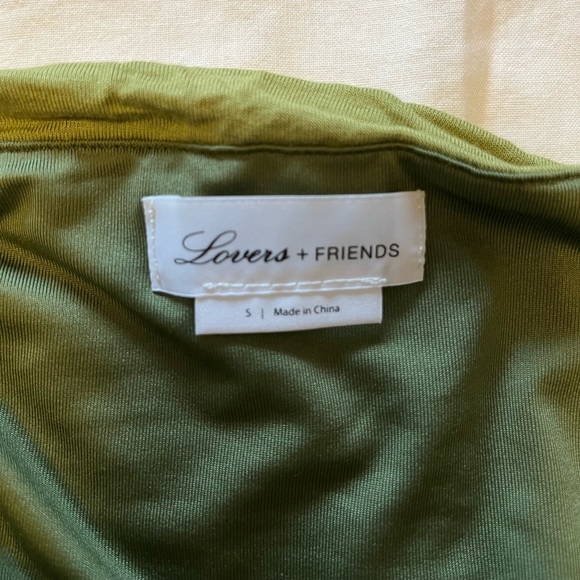 Lovers + FRIENDS
S | Made in China